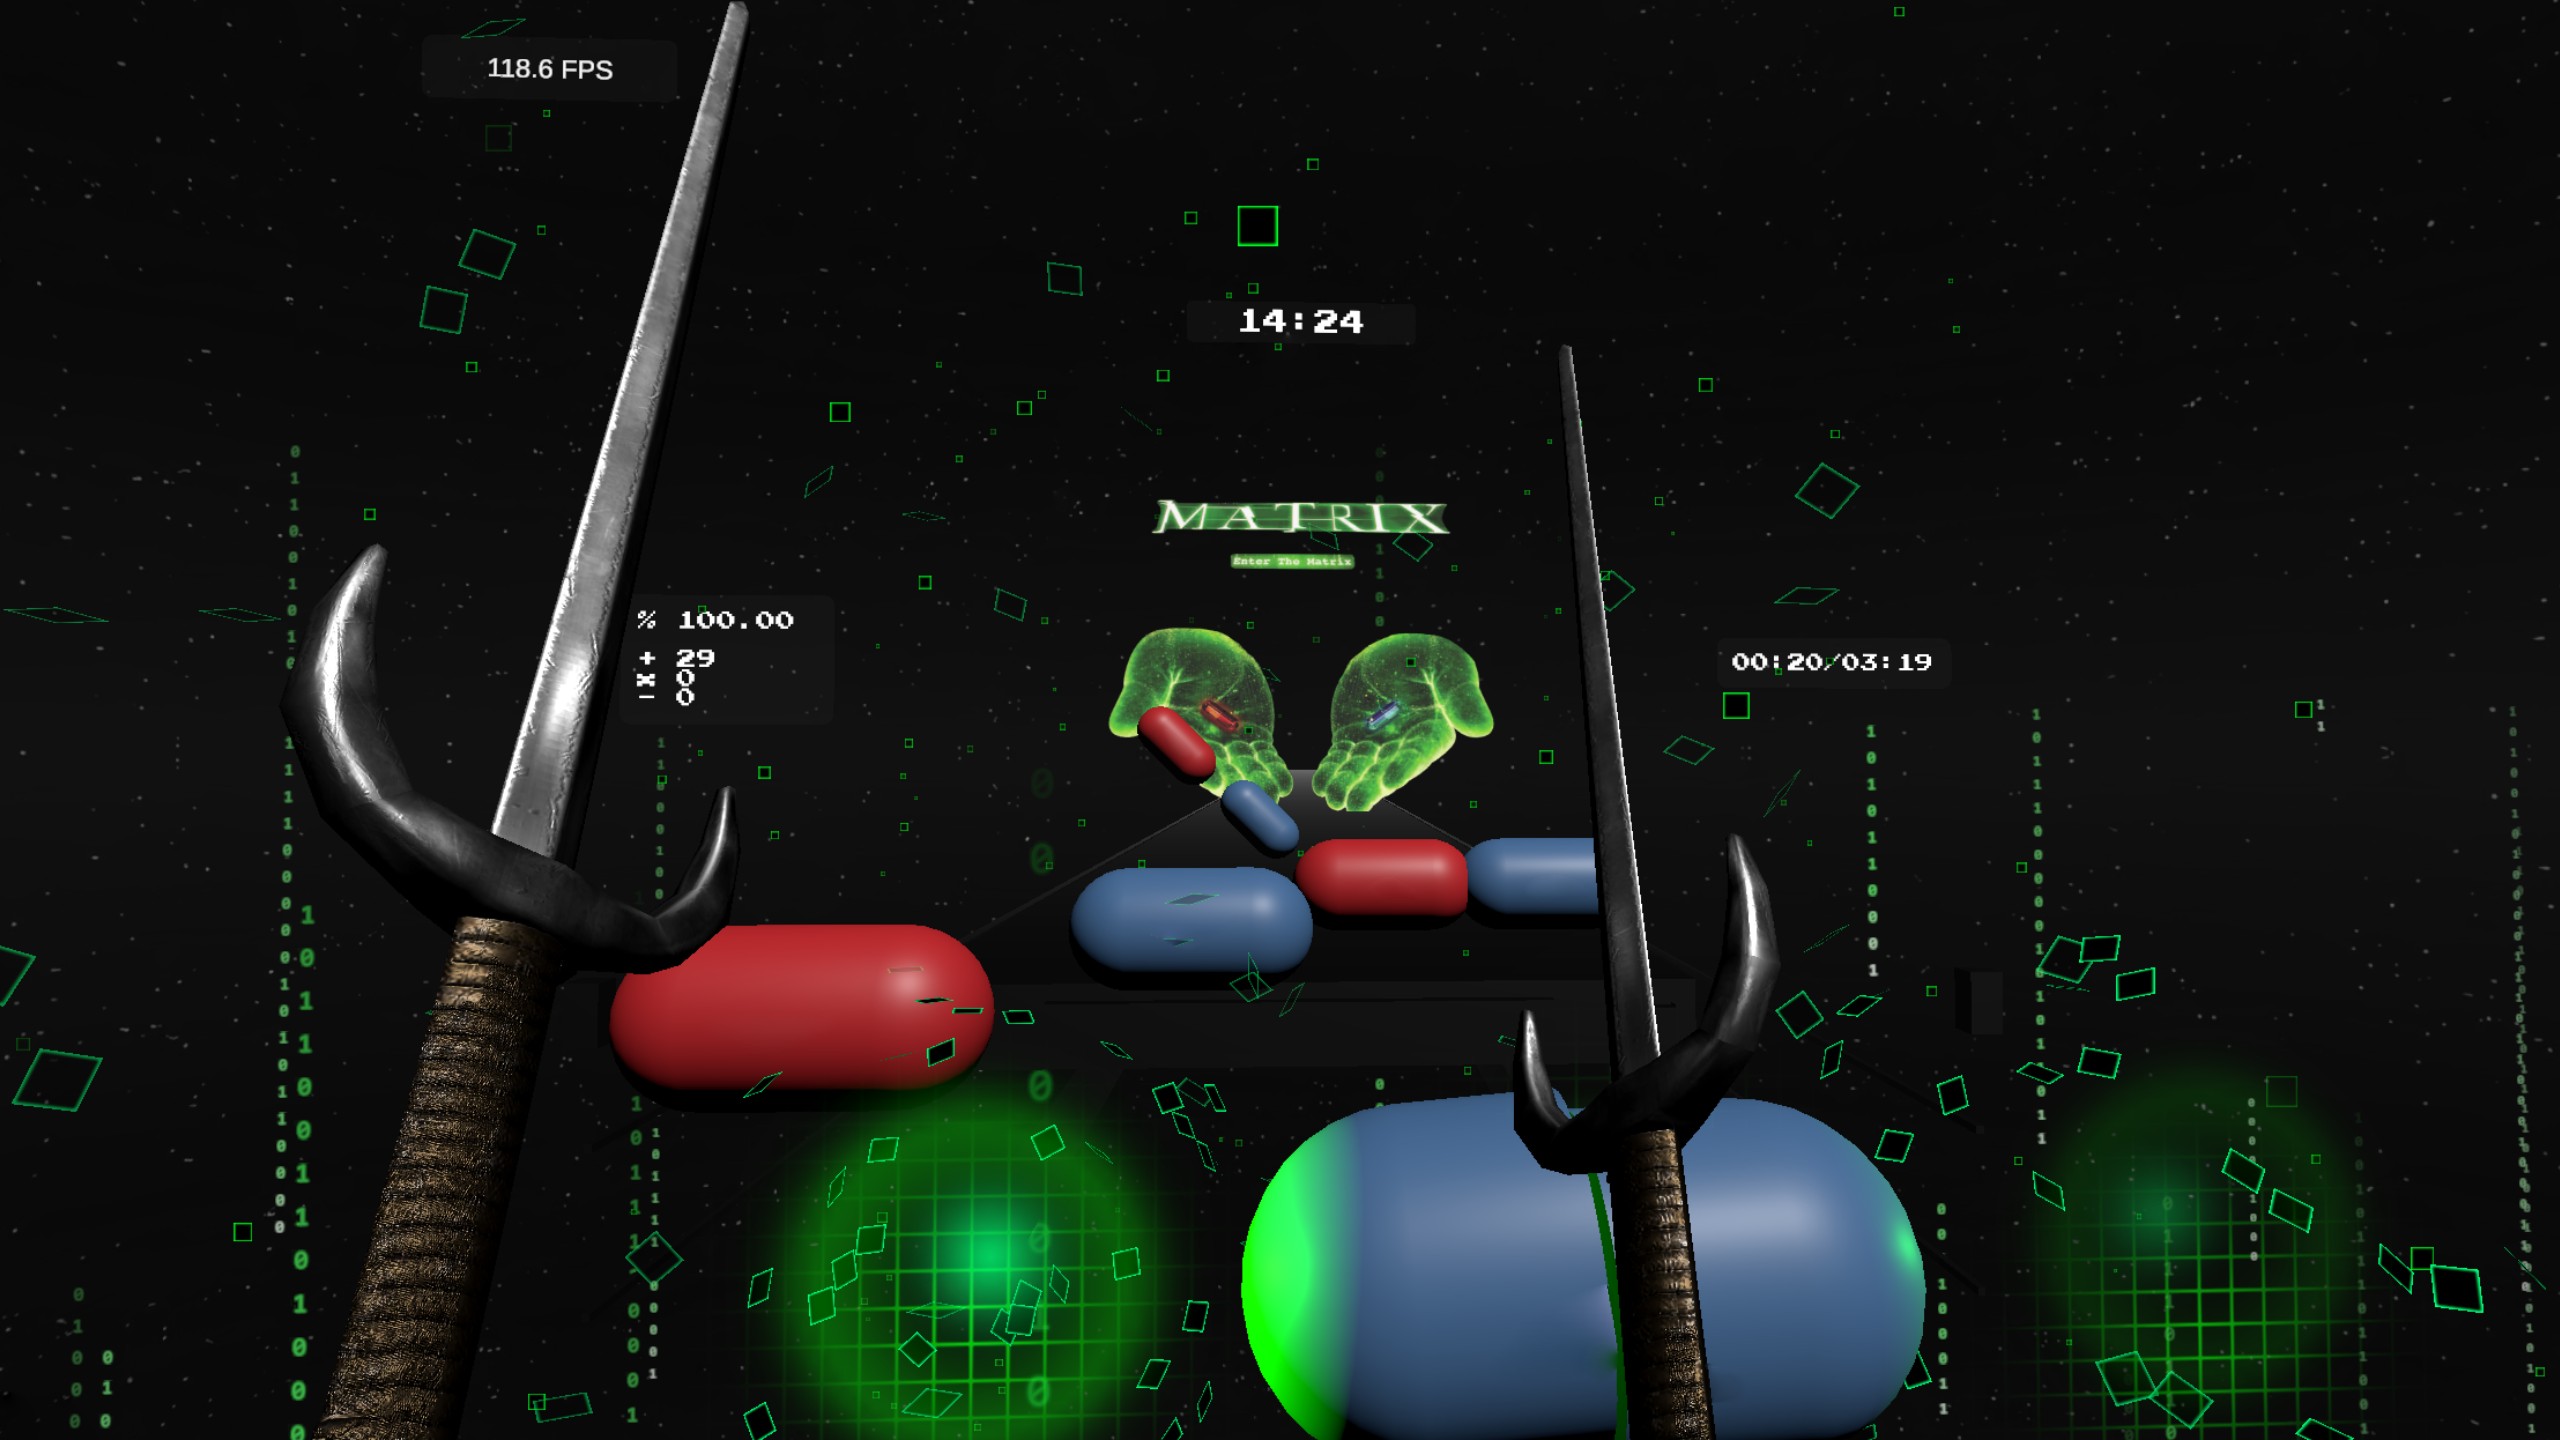 118.6 FPS
14:24
MATRIX
Enter The Matrix
% 100.00
+ 29
x 0
- 0
00:20/03:19